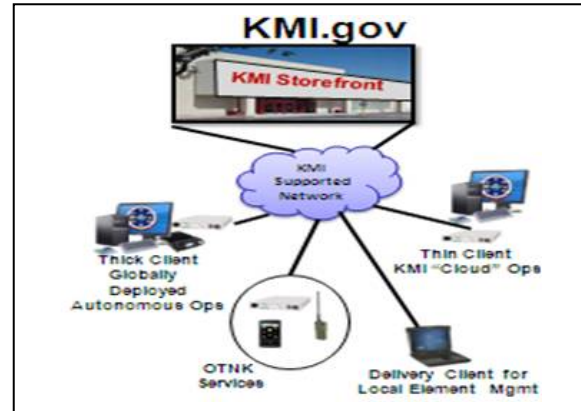 KMI.gov
KMI Storefront
KMI
Supported
Network
Thick Client
Globally
Deployed
Autonomous Ops
Thin Client
KMI "Cloud" Ops
OTNK
Services
Delivery Client for
Local Element Mgmt